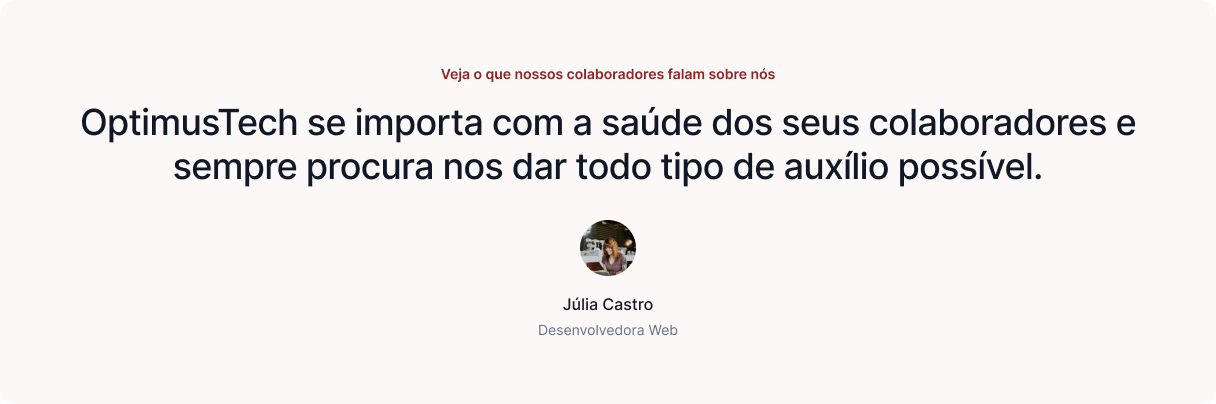 Veja o que nossos colaboradores falam sobre nós
OptimusTech se importa com a saúde dos seus colaboradores e
sempre procura nos dar todo tipo de auxílio possível.
Júlia Castro
Desenvolvedora Web